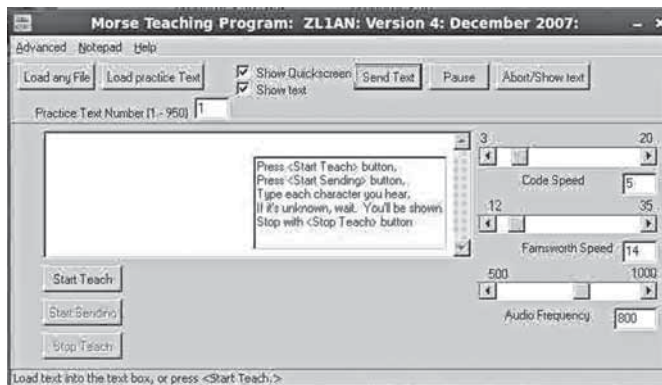 Morse Teaching Program: ZL1AN: Version 4: December 2007:
Advanced Notepad Help
Load any File Load practice Text Show Quickscreen Send Text Pause Abort/Show text
Show text
Practice Text Number (1 - 950) 1
3 20
Press <Start Teach> button,
Press <Start Sending> button,
Type each character you hear,
If it's unknown, wait. You'll be shown
Stop with <Stop Teach> button
Code Speed 5
12 35
Farnsworth Speed 14
Start Teach
500 1000
Start Sending
Audio Frequency 800
Stop Teach
Load text into the text box, or press <Start Teach.>